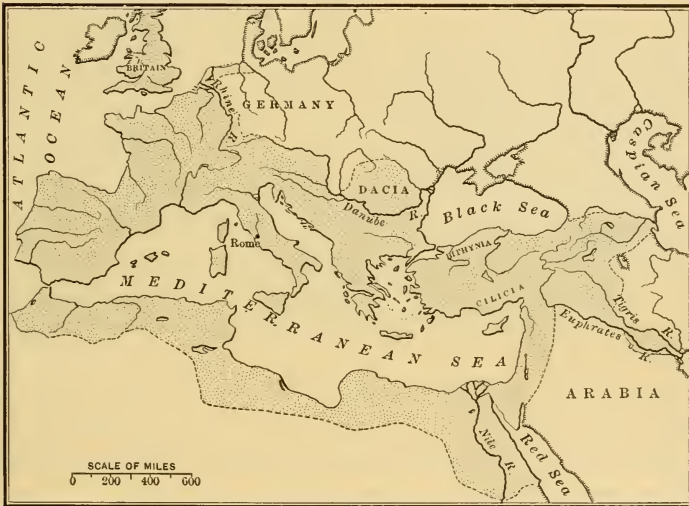 ATLANTIC
OCEAN
BRITAIN
Rhine R.
GERMANY
DACIA
Danube R.
Black Sea
Caspian Sea
Rome
BITHYNIA
CILICIA
MEDITERRANEAN SEA
Tigris R.
Euphrates R.
ARABIA
Nile R.
Red Sea
SCALE OF MILES
0 200 400 600